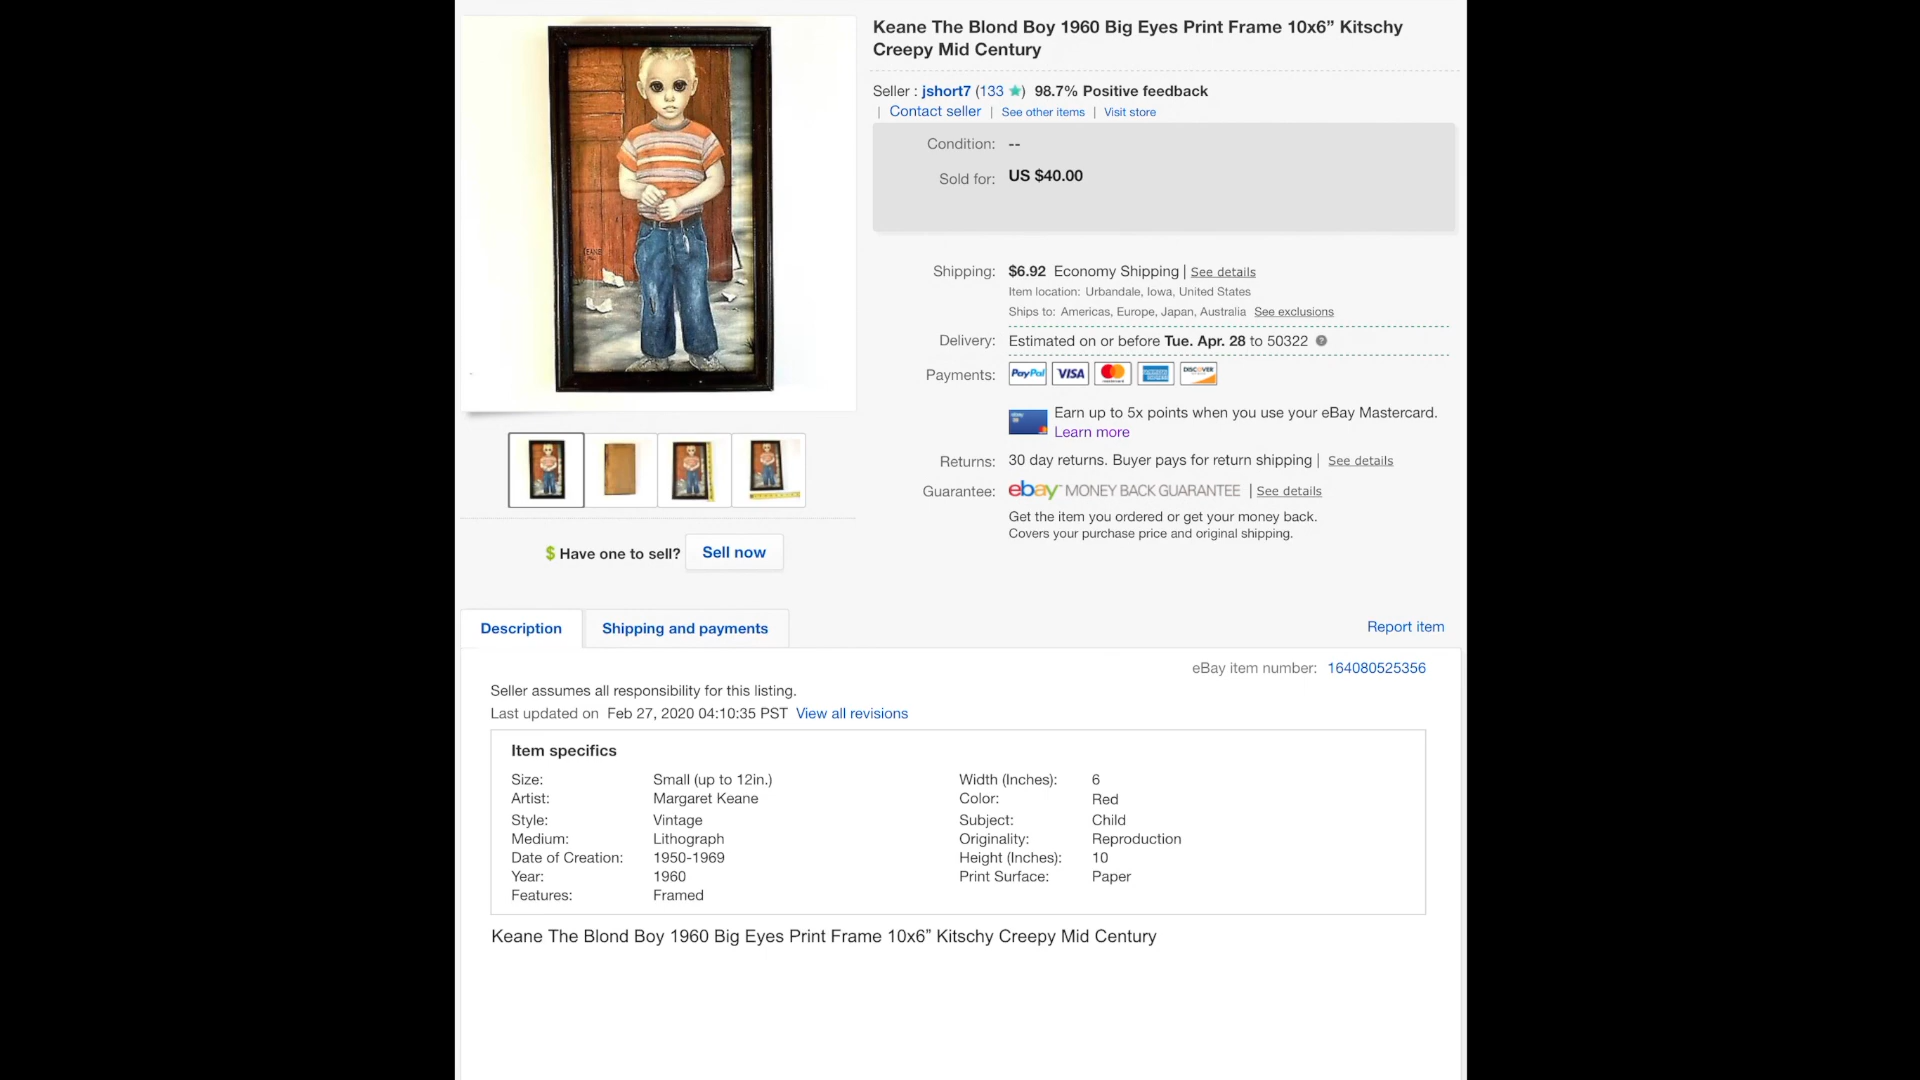 Keane The Blond Boy 1960 Big Eyes Print Frame 10x6” Kitschy
Creepy Mid Century
Seller : jshort7 (133 ★) 98.7% Positive feedback
| Contact seller | See other items | Visit store
Condition: --
Sold for: US $40.00
KEANE
Shipping: $6.92 Economy Shipping | See details
Item location: Urbandale, Iowa, United States
Ships to: Americas, Europe, Japan, Australia See exclusions
Delivery: Estimated on or before Tue. Apr. 28 to 50322
Payments: PayPal VISA DISCOVER
Earn up to 5x points when you use your eBay Mastercard.
Learn more
Returns: 30 day returns. Buyer pays for return shipping | See details
Guarantee: ebay MONEY BACK GUARANTEE | See details
Get the item you ordered or get your money back.
Covers your purchase price and original shipping.
$ Have one to sell? Sell now
Description Shipping and payments Report item
eBay item number: 164080525356
Seller assumes all responsibility for this listing.
Last updated on Feb 27, 2020 04:10:35 PST View all revisions
Item specifics
Size: Small (up to 12in.) Width (Inches): 6
Artist: Margaret Keane Color: Red
Style: Vintage Subject: Child
Medium: Lithograph Originality: Reproduction
Date of Creation: 1950-1969 Height (Inches): 10
Year: 1960 Print Surface: Paper
Features: Framed
Keane The Blond Boy 1960 Big Eyes Print Frame 10x6” Kitschy Creepy Mid Century